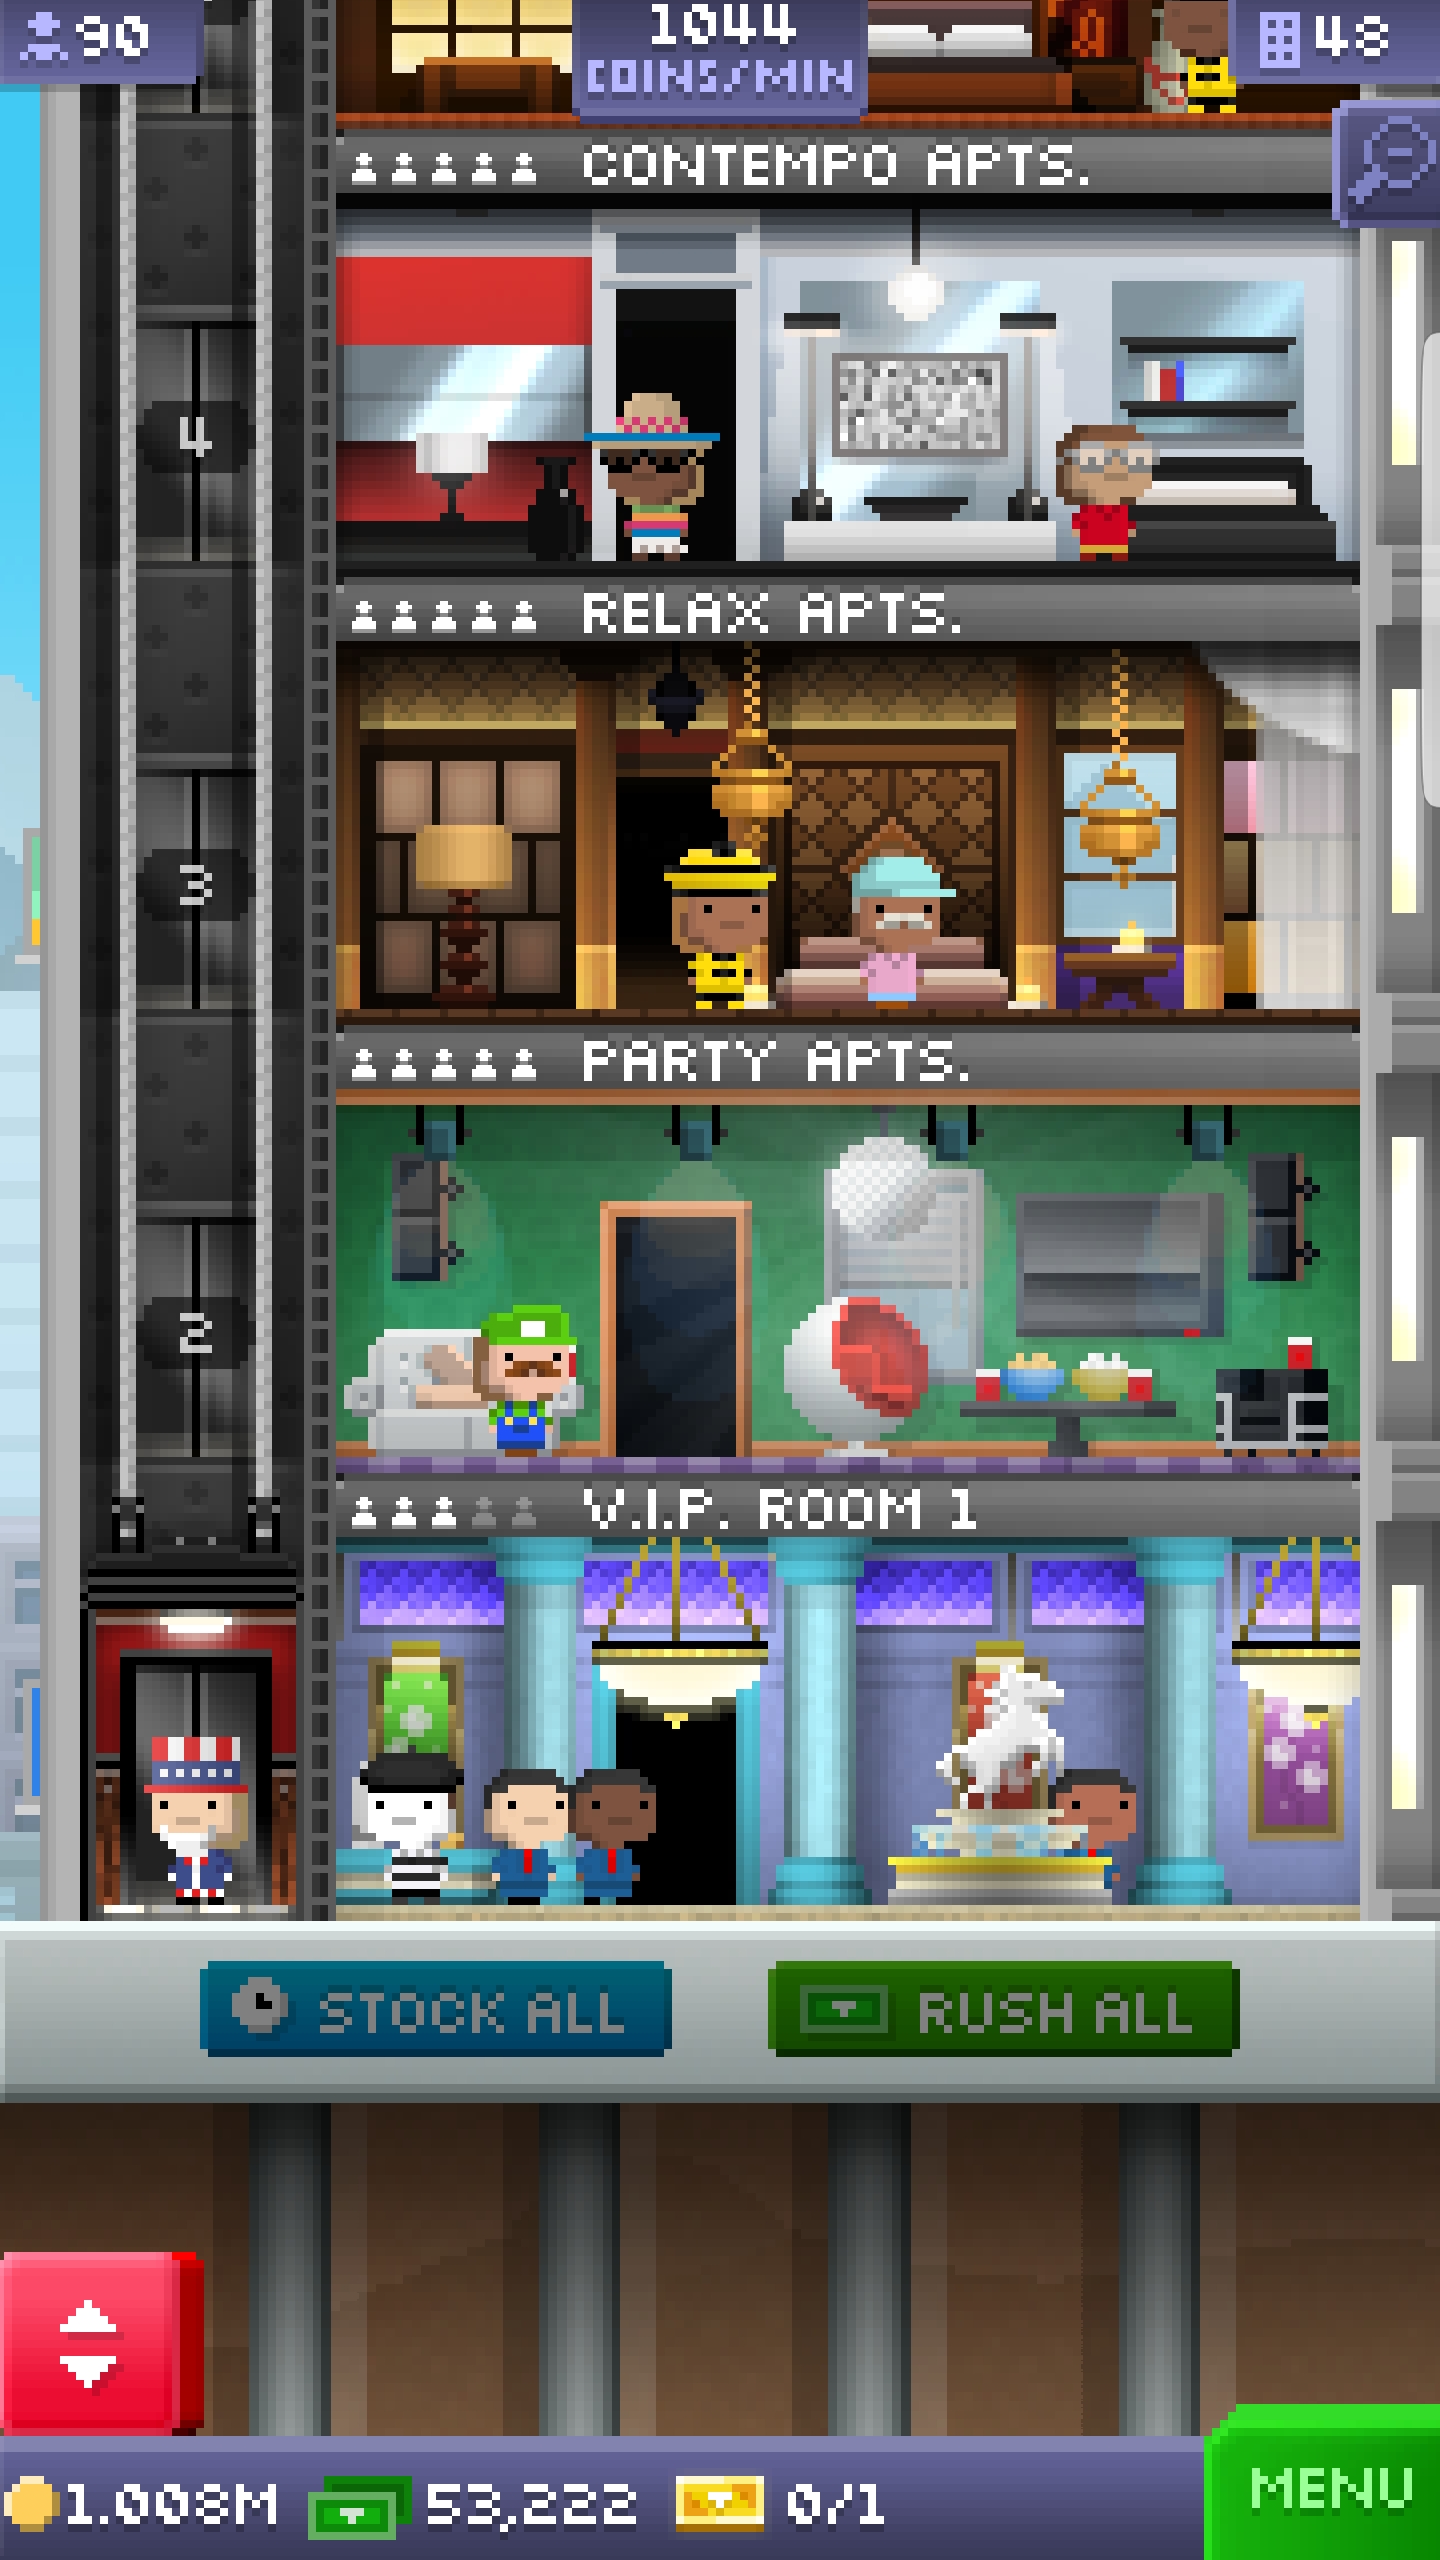 90
1044
COINS/MIN
48
CONTEMPO APTS.
4
RELAX APTS.
3
PARTY APTS.
2
V.I.P. ROOM 1
STOCK ALL
RUSH ALL
1.008M
53,222
0/1
MENU